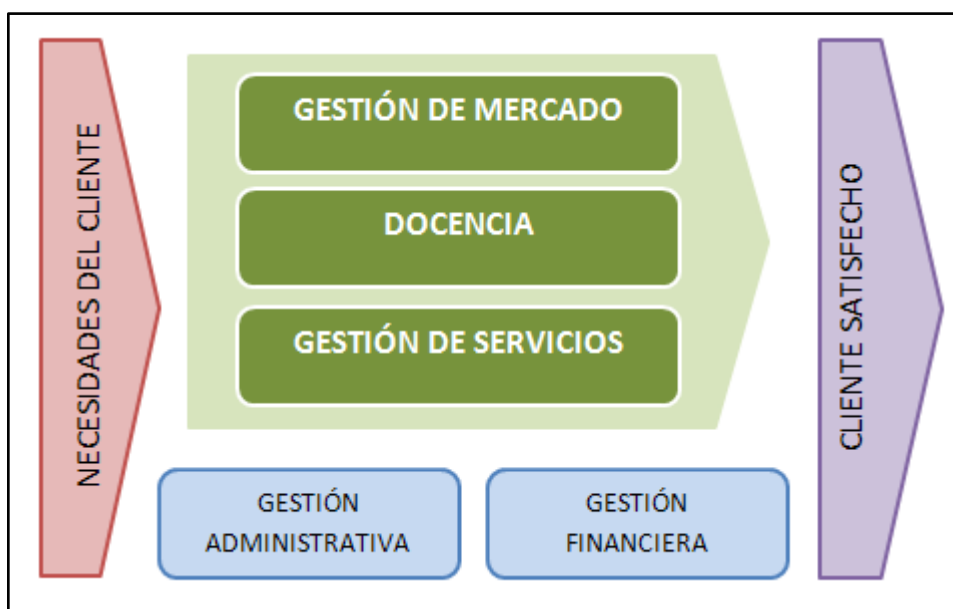 NECESIDADES DEL CLIENTE
GESTIÓN DE MERCADO
DOCENCIA
GESTIÓN DE SERVICIOS
GESTIÓN
ADMINISTRATIVA
GESTIÓN
FINANCIERA
CLIENTE SATISFECHO